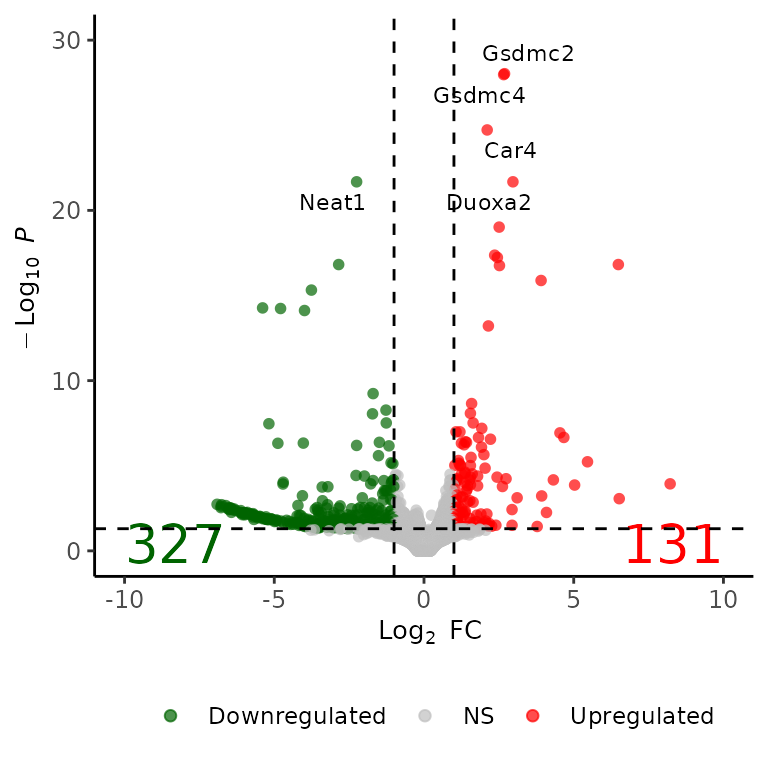 30
Gsdmc2
Gsdmc4
Car4
Neat1
Duoxa2
20
−Log₁₀ P
10
0
327
131
-10 -5 0 5 10
Log₂ FC
Downregulated NS Upregulated